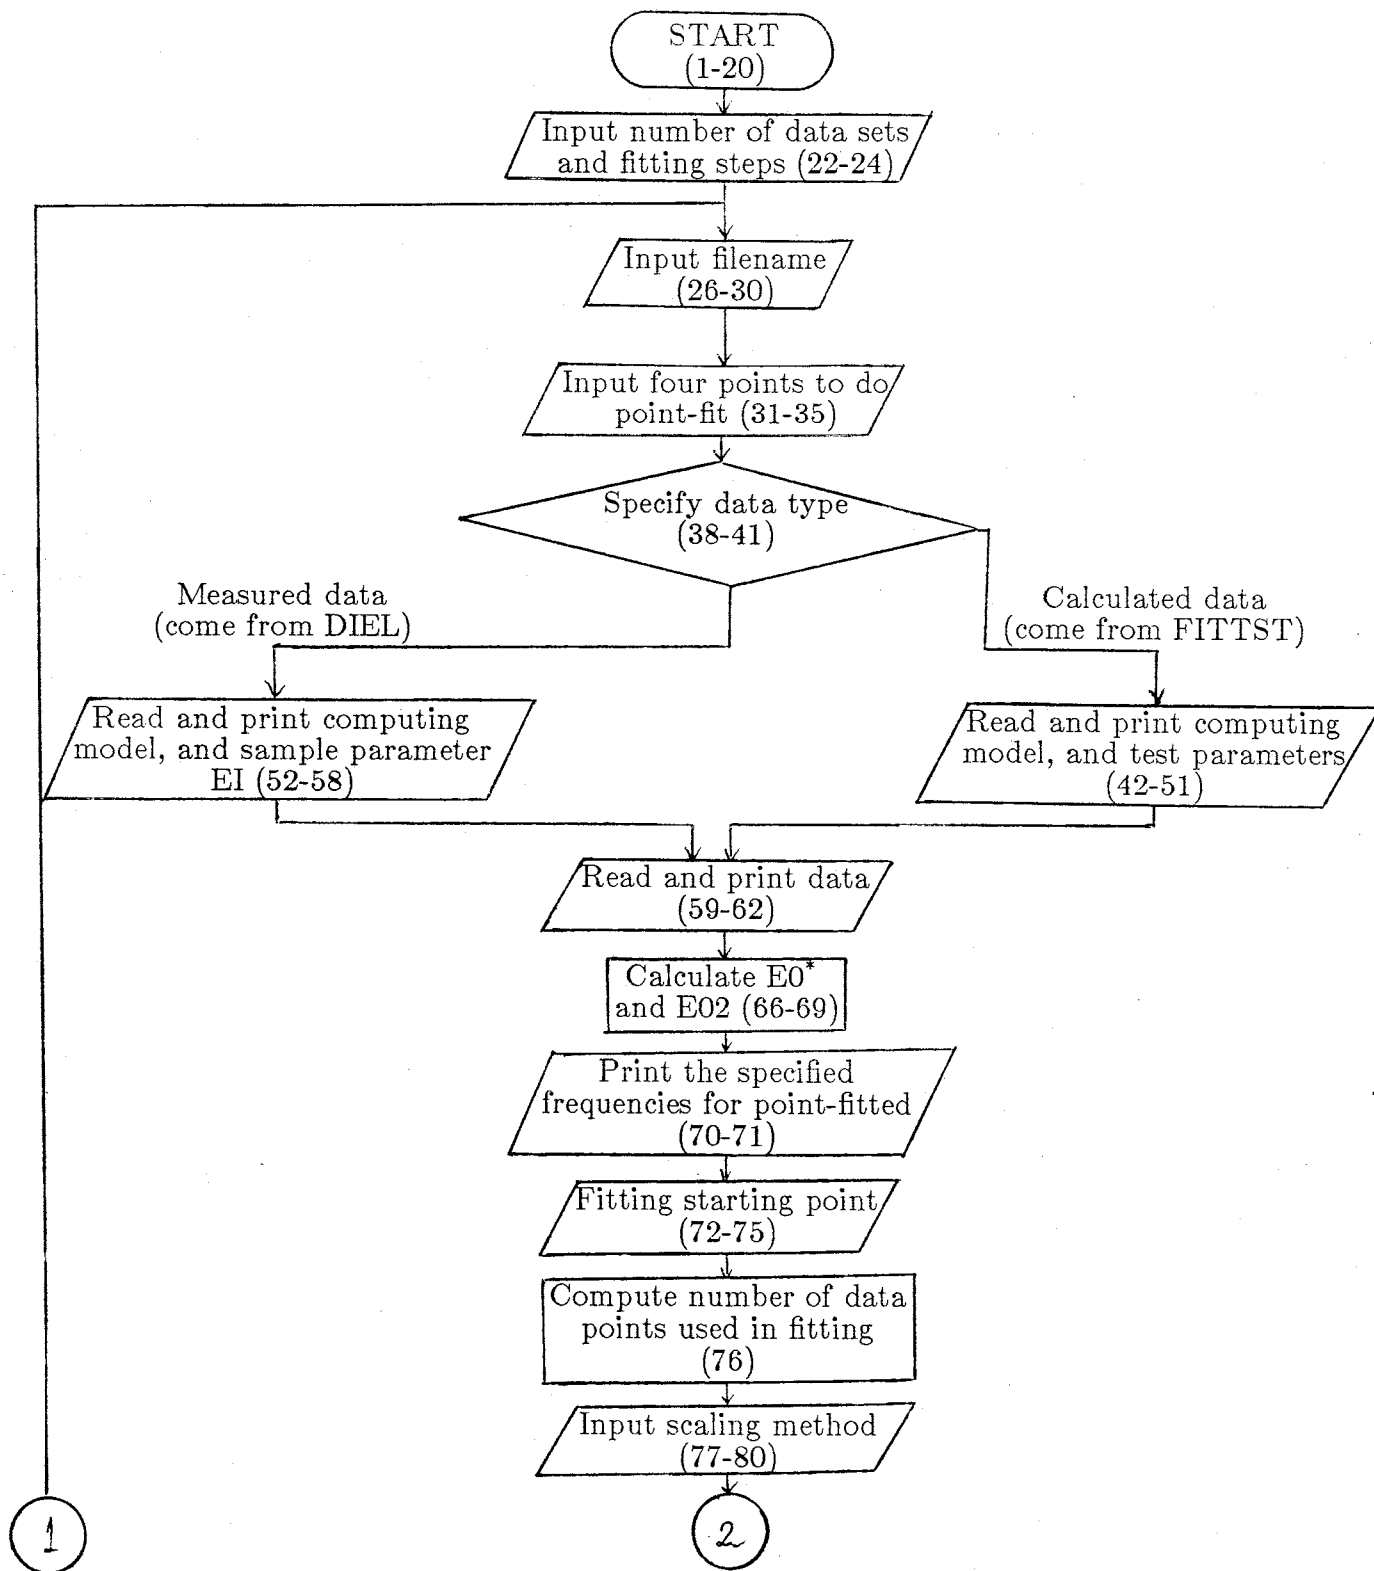 START
(1-20)
Input number of data sets
and fitting steps (22-24)
Input filename
(26-30)
Input four points to do
point-fit (31-35)
Specify data type
(38-41)
Measured data
(come from DIEL)
Calculated data
(come from FITTST)
Read and print computing
model, and sample parameter
EI (52-58)
Read and print computing
model, and test parameters
(42-51)
Read and print data
(59-62)
Calculate E0*
and E02 (66-69)
Print the specified
frequencies for point-fitted
(70-71)
Fitting starting point
(72-75)
Compute number of data
points used in fitting
(76)
Input scaling method
(77-80)
1
2